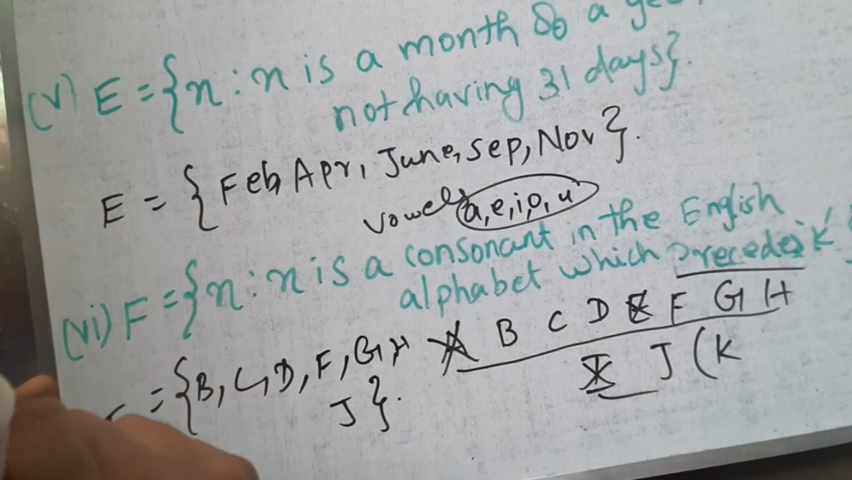 (v) E = {x : x is a month of a
not having 31 days}.
E = {Feb, Apr, June, Sep, Nov}.
vowels a, e, i, o, u
(vi) F = {x : x is a consonant in the English
alphabet which precedes K
= {B, C, D, F, G, H
J}.
A B C D E F G H
I J (K